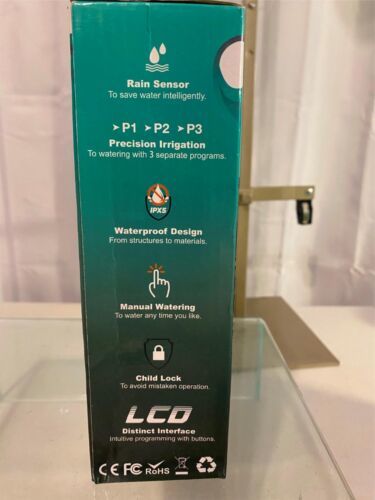 Rain Sensor
To save water intelligently.
➤P1 ➤P2 ➤P3
Precision Irrigation
To watering with 3 separate programs.
IPX5
Waterproof Design
From structures to materials.
Manual Watering
To water any time you like.
Child Lock
To avoid mistaken operation.
LCD
Distinct Interface
Intuitive programming with buttons.
CE FC RoHS